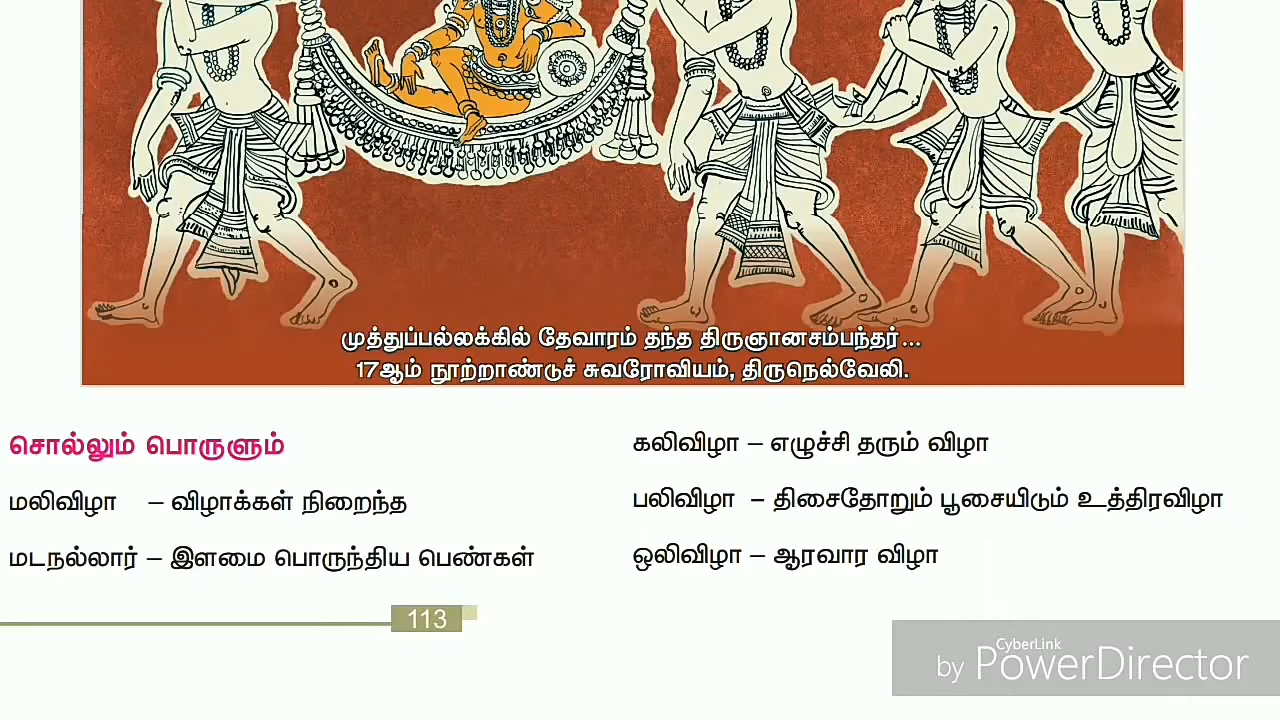 முத்துப்பல்லக்கில் தேவாரம் தந்த திருஞானசம்பந்தர்...
17ஆம் நூற்றாண்டுச் சுவரோவியம், திருநெல்வேலி.
சொல்லும் பொருளும்
மலிவிழா – விழாக்கள் நிறைந்த
மடநல்லார் – இளமை பொருந்திய பெண்கள்
கலிவிழா – எழுச்சி தரும் விழா
பலிவிழா – திசைதோறும் பூசையிடும் உத்திரவிழா
ஒலிவிழா – ஆரவார விழா
113
CyberLink
by PowerDirector